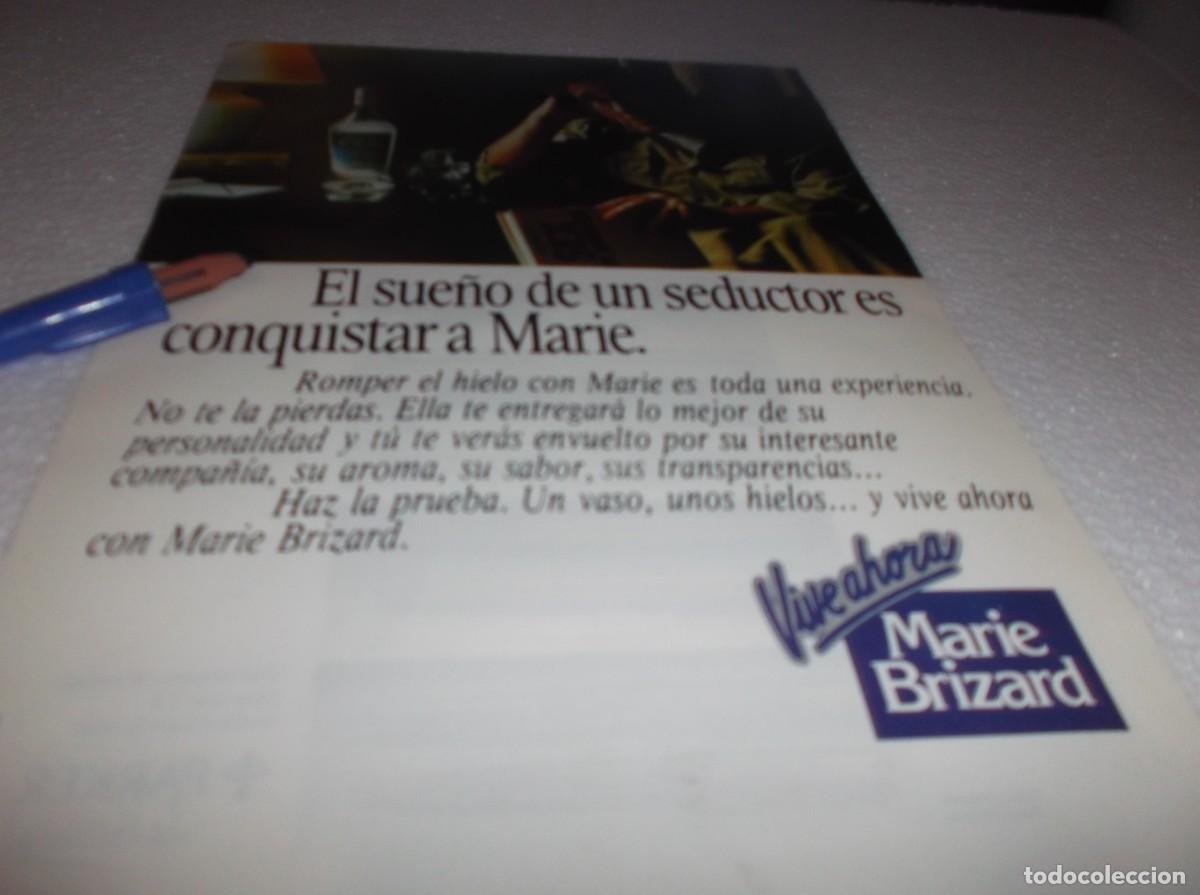 El sueño de un seductor es
conquistar a Marie.
Romper el hielo con Marie es toda una experiencia.
No te la pierdas. Ella te entregará lo mejor de su
personalidad y tú te verás envuelto por su interesante
compañía, su aroma, su sabor, sus transparencias...
Haz la prueba. Un vaso, unos hielos... y vive ahora
con Marie Brizard.
Vive ahora
Marie
Brizard
todocoleccion